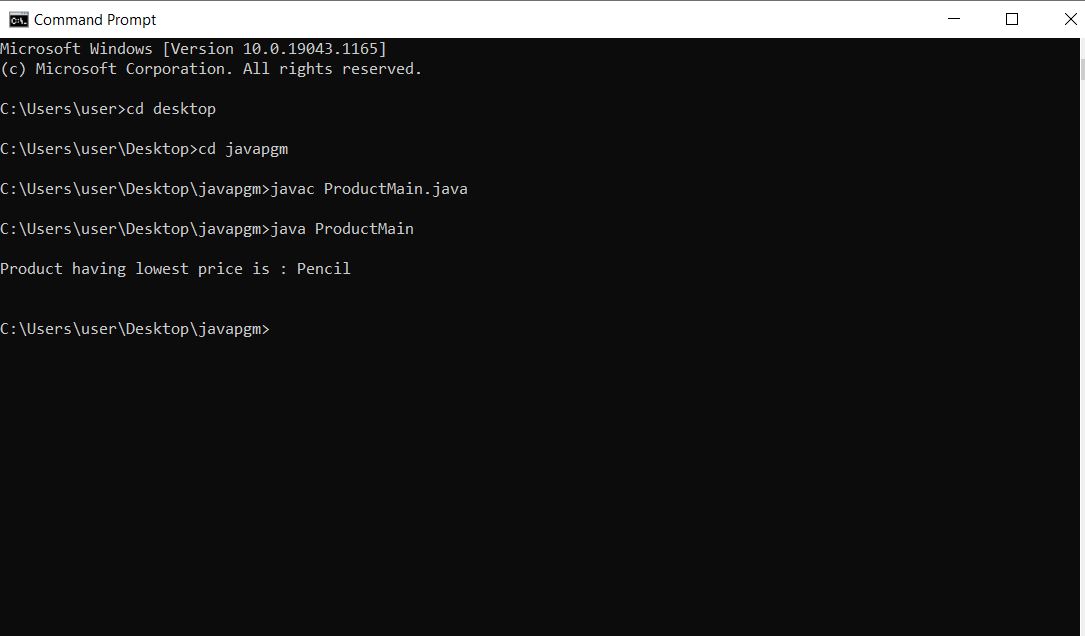 Command Prompt
Microsoft Windows [Version 10.0.19043.1165]
(c) Microsoft Corporation. All rights reserved.
C:\Users\user>cd desktop
C:\Users\user\Desktop>cd javapgm
C:\Users\user\Desktop\javapgm>javac ProductMain.java
C:\Users\user\Desktop\javapgm>java ProductMain
Product having lowest price is : Pencil
C:\Users\user\Desktop\javapgm>